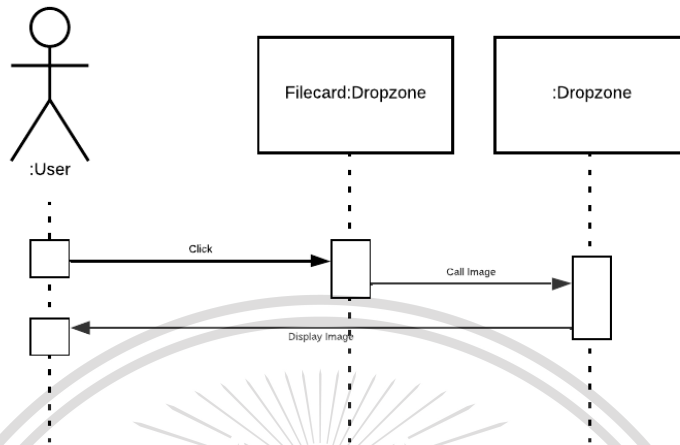 Filecard:Dropzone
:Dropzone
:User
Click
Call Image
Display Image